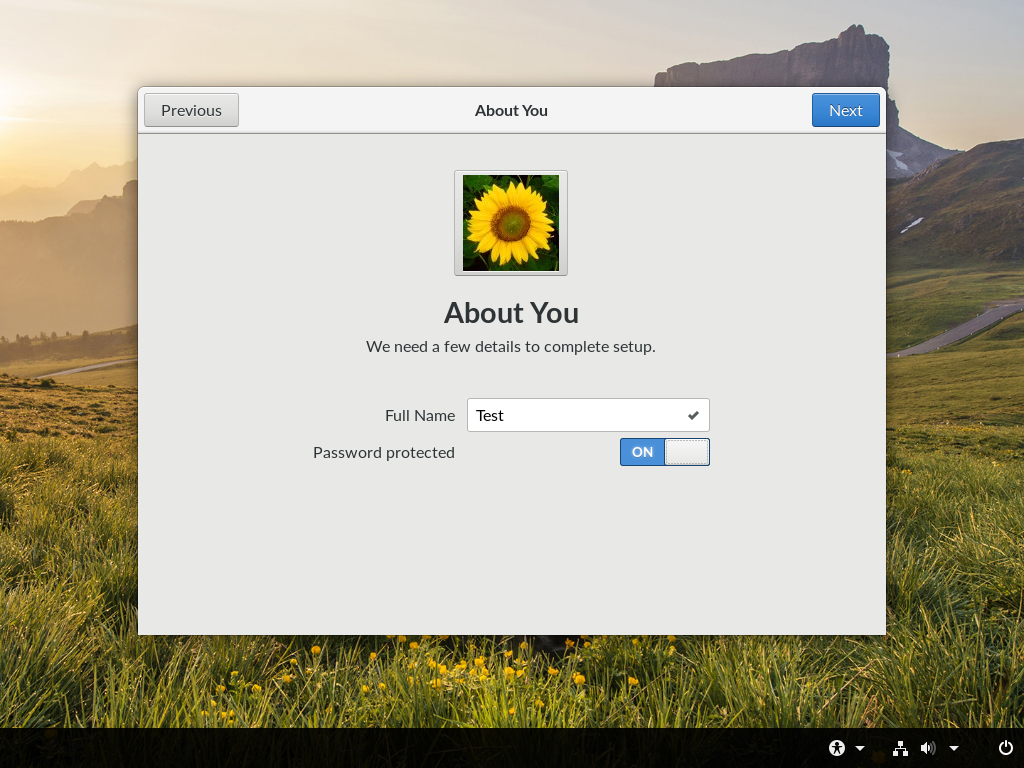 Previous
About You
Next
About You
We need a few details to complete setup.
Full Name Test
Password protected ON